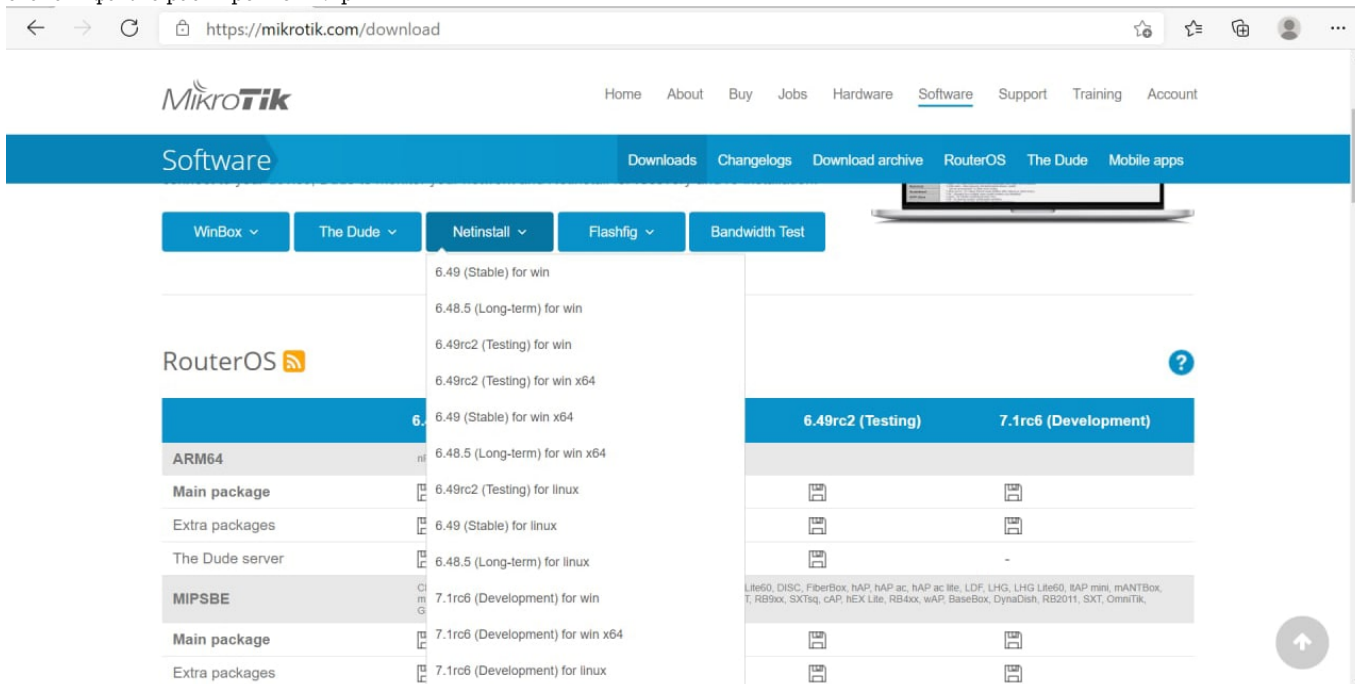 https://mikrotik.com/download
MikroTik
Home About Buy Jobs Hardware Software Support Training Account
Software
Downloads Changelogs Download archive RouterOS The Dude Mobile apps
WinBox The Dude Netinstall Flashfig Bandwidth Test
6.49 (Stable) for win
6.48.5 (Long-term) for win
6.49rc2 (Testing) for win
6.49rc2 (Testing) for win x64
6.49 (Stable) for win x64
6.48.5 (Long-term) for win x64
6.49rc2 (Testing) for linux
6.49 (Stable) for linux
6.48.5 (Long-term) for linux
7.1rc6 (Development) for win
7.1rc6 (Development) for win x64
7.1rc6 (Development) for linux
RouterOS
?
6.49rc2 (Testing) 7.1rc6 (Development)
ARM64
Main package
Extra packages
The Dude server -
MIPSBE
Lite60, DISC, FiberBox, hAP, hAP ac, hAP ac lite, LDF, LHG, LHG Lite60, ltAP mini, mANTBox,
T, RB9xx, SXTsq, cAP, hEX Lite, RB4xx, wAP, BaseBox, DynaDish, RB2011, SXT, OmniTik,
Main package
Extra packages